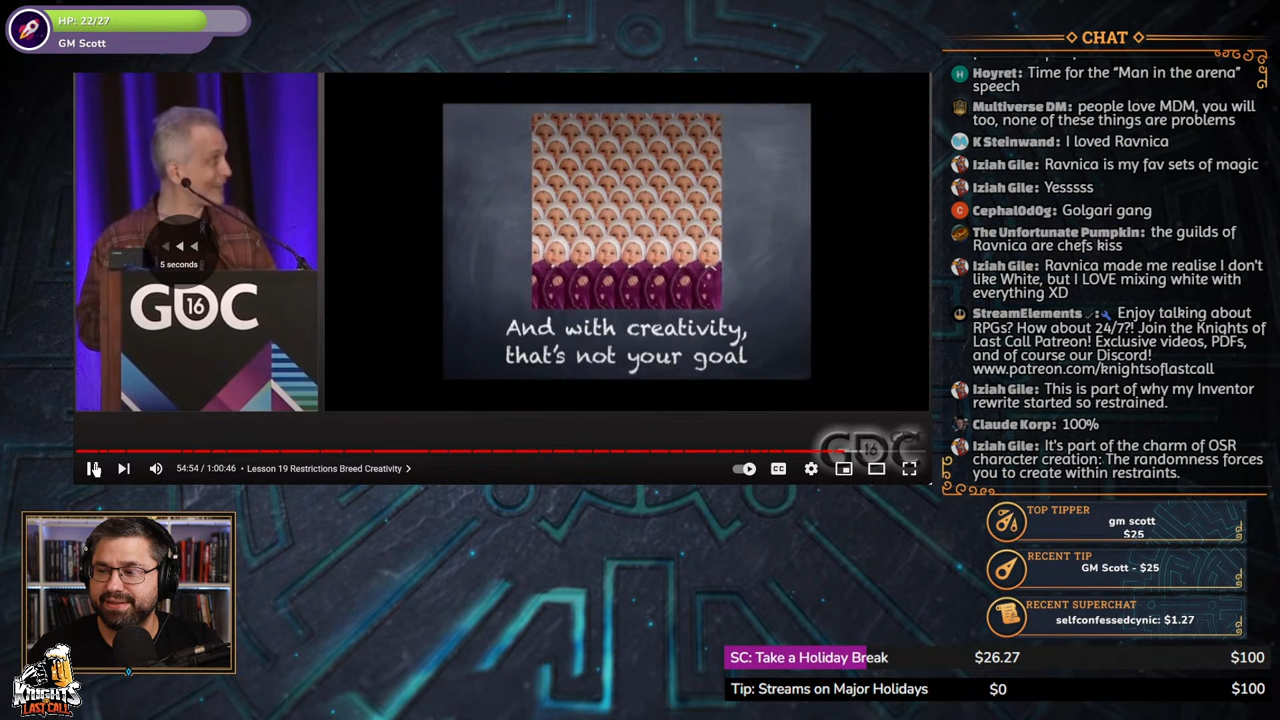 HP: 22/27
GM Scott
5 seconds
GDC
16
And with creativity,
that's not your goal
GDC
16
54:54 / 1:00:46 • Lesson 19 Restrictions Breed Creativity
CC
CHAT
H Hoyret: Time for the “Man in the arena”
speech
Multiverse DM: people love MDM, you will
too, none of these things are problems
K Steinwand: I loved Ravnica
Iziah Gile: Ravnica is my fav sets of magic
Iziah Gile: Yesssss
C Cephal0d0g: Golgari gang
The Unfortunate Pumpkin: the guilds of
Ravnica are chefs kiss
Iziah Gile: Ravnica made me realise I don't
like White, but I LOVE mixing white with
everything XD
StreamElements: Enjoy talking about
RPGs? How about 24/7?! Join the Knights of
Last Call Patreon! Exclusive videos, PDFs,
and of course our Discord!
www.patreon.com/knightsoflastcall
Iziah Gile: This is part of why my Inventor
rewrite started so restrained.
Claude Korp: 100%
Iziah Gile: It's part of the charm of OSR
character creation: The randomness forces
you to create within restraints.
TOP TIPPER
gm scott
$25
RECENT TIP
GM Scott - $25
RECENT SUPERCHAT
selfconfessedcynic: $1.27
SC: Take a Holiday Break $26.27 $100
Tip: Streams on Major Holidays $0 $100
KNIGHTS
OF
LAST CALL